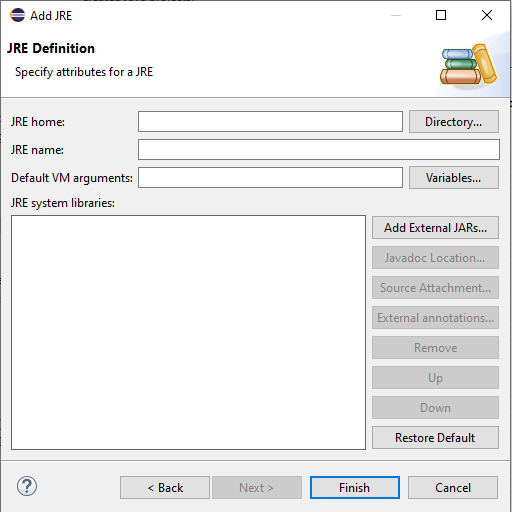 Add JRE
JRE Definition
Specify attributes for a JRE
JRE home:
Directory...
JRE name:
Default VM arguments:
Variables...
JRE system libraries:
Add External JARs...
Javadoc Location...
Source Attachment...
External annotations...
Remove
Up
Down
Restore Default
?
< Back
Next >
Finish
Cancel